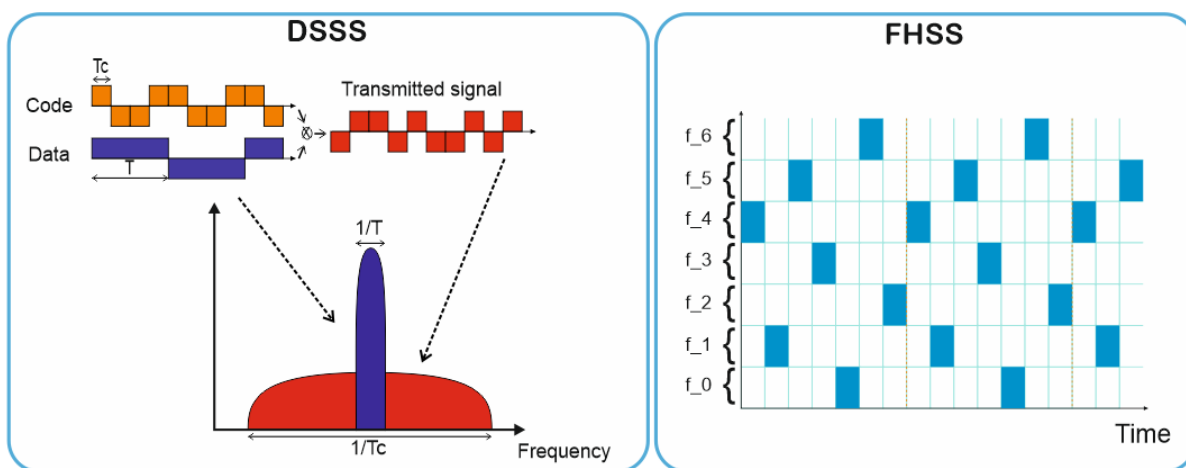 DSSS
Tc
Code
Transmitted signal
Data
T
1/T
1/Tc
Frequency
FHSS
f_6 {
f_5 {
f_4 {
f_3 {
f_2 {
f_1 {
f_0 {
Time